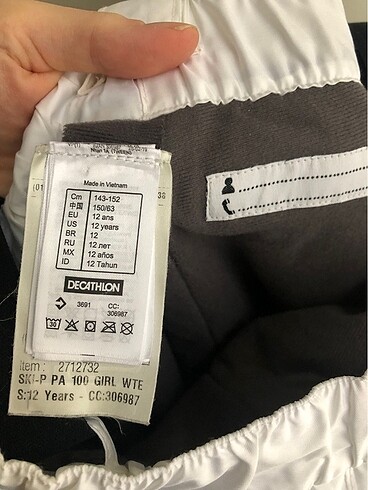 Made in Vietnam
Cm 143-152
中国 150/63
EU 12 ans
US 12 years
BR 12
RU 12 лет
MX 12 años
ID 12 Tahun
DECATHLON
3691 CC:
306987
30
Item: 2712732
SKI-P PA 100 GIRL WTE
S:12 Years - CC:306987